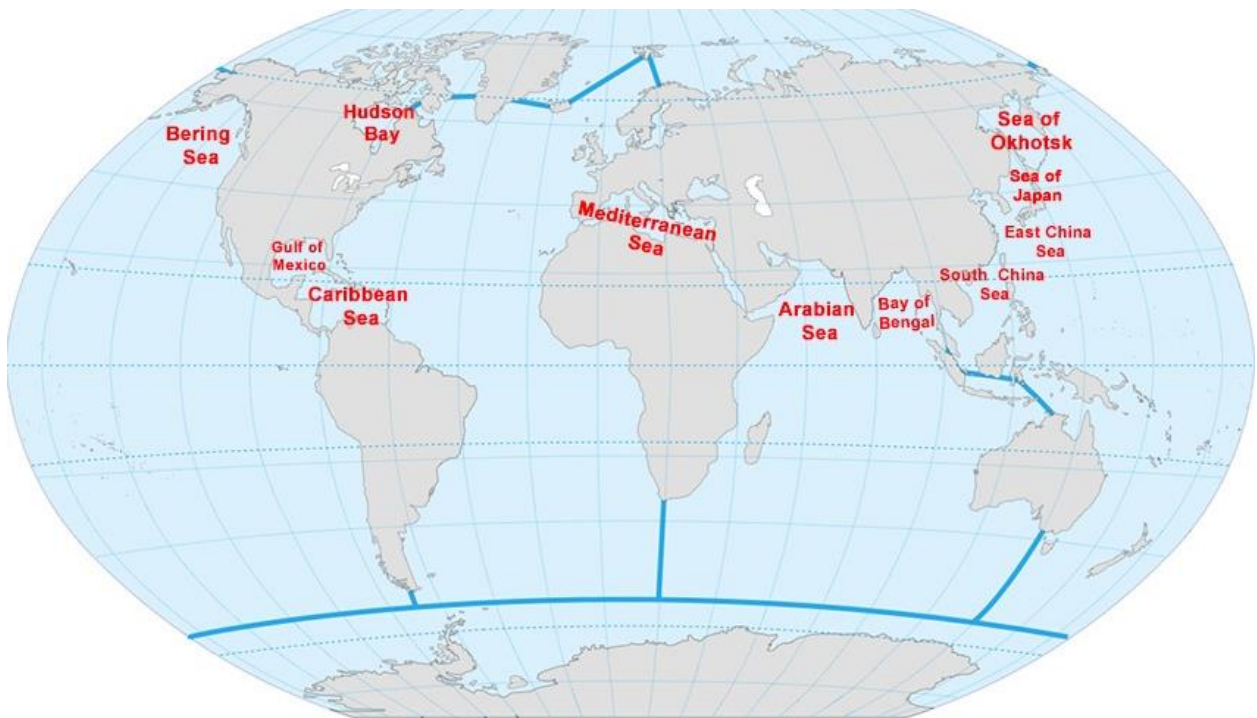 Hudson
Bay
Bering
Sea
Sea of
Okhotsk
Sea of
Japan
Mediterranean
Sea
East China
Sea
Gulf of
Mexico
South China
Sea
Caribbean
Sea
Arabian
Sea
Bay of
Bengal